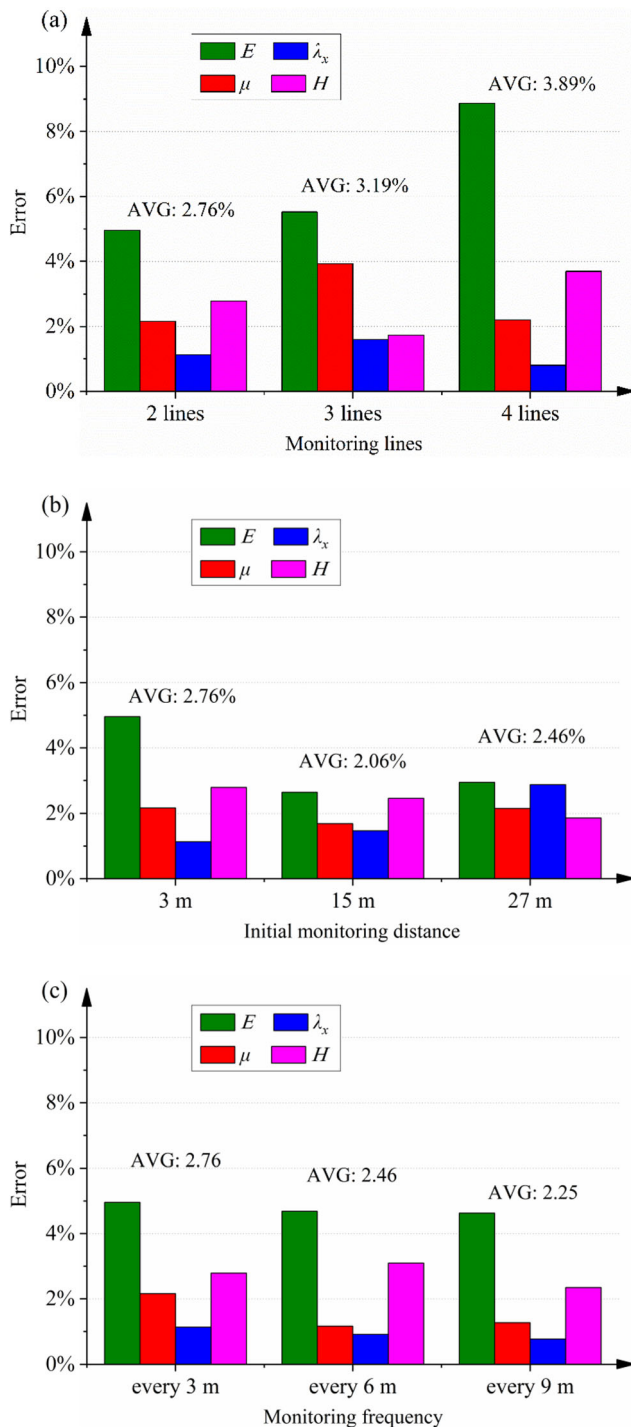 (a)
E λx
μ H
10%
8%
6%
4%
2%
0%
Error
AVG: 2.76%
AVG: 3.19%
AVG: 3.89%
2 lines 3 lines 4 lines
Monitoring lines
(b)
E λx
μ H
10%
8%
6%
4%
2%
0%
Error
AVG: 2.76%
AVG: 2.06%
AVG: 2.46%
3 m 15 m 27 m
Initial monitoring distance
(c)
E λx
μ H
10%
8%
6%
4%
2%
0%
Error
AVG: 2.76
AVG: 2.46
AVG: 2.25
every 3 m every 6 m every 9 m
Monitoring frequency